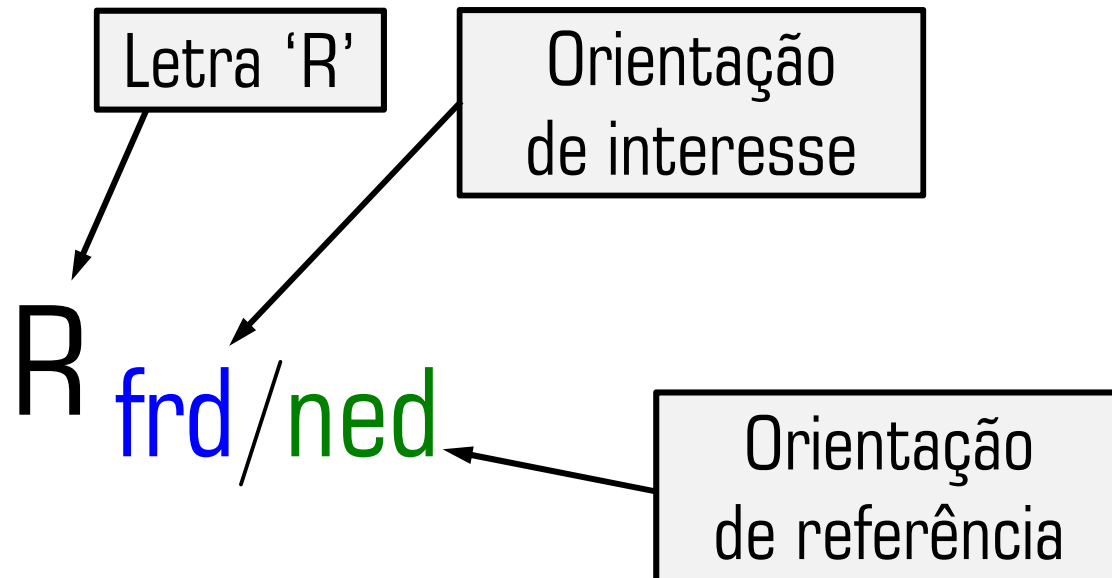 Letra ‘R’
Orientação
de interesse
R frd/ned
Orientação
de referência